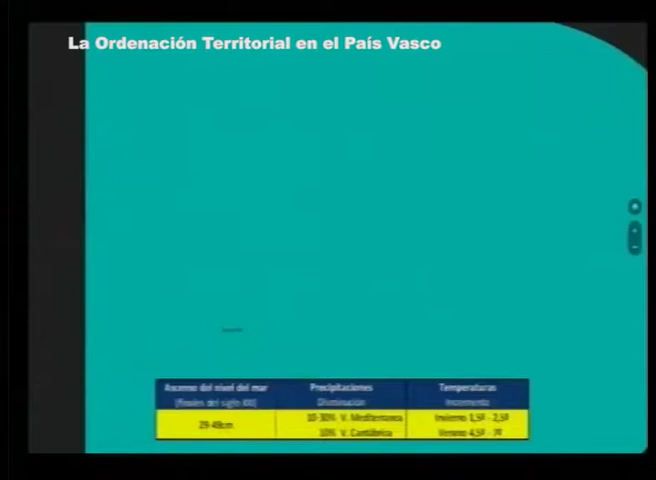 La Ordenación Territorial en el País Vasco
Ascenso del nivel del mar
(finales del siglo XXI)
Precipitaciones
Disminución
Temperaturas
Incremento
29-49cm
10-30% V. Mediterranea
10% V. Cantábrica
Invierno 1,5º - 2,5º
Verano 4,5º - 7º